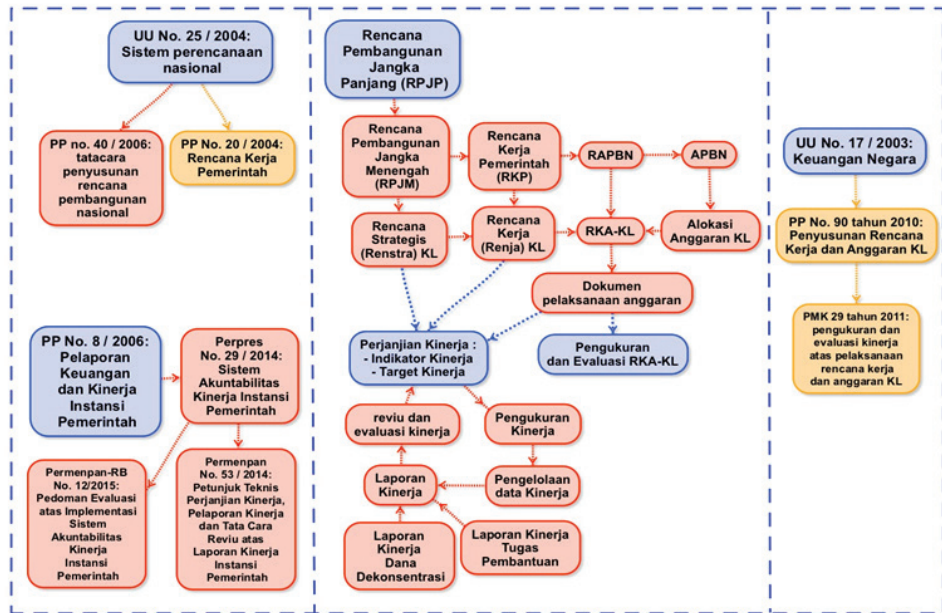 UU No. 25 / 2004:
Sistem perencanaan
nasional
PP no. 40 / 2006:
tatacara
penyusunan
rencana
pembangunan
nasional
PP No. 20 / 2004:
Rencana Kerja
Pemerintah
PP No. 8 / 2006:
Pelaporan
Keuangan
dan Kinerja
Instansi
Pemerintah
Perpres
No. 29 / 2014:
Sistem
Akuntabilitas
Kinerja Instansi
Pemerintah
Permenpan-RB
No. 12/2015:
Pedoman Evaluasi
atas Implementasi
Sistem
Akuntabilitas
Kinerja
Instansi
Pemerintah
Permenpan
No. 53 / 2014:
Petunjuk Teknis
Perjanjian Kinerja,
Pelaporan Kinerja
dan Tata Cara
Reviu atas
Laporan Kinerja
Instansi
Pemerintah
Rencana
Pembangunan
Jangka
Panjang (RPJP)
Rencana
Pembangunan
Jangka
Menengah
(RPJM)
Rencana
Kerja
Pemerintah
(RKP)
RAPBN
APBN
Rencana
Strategis
(Renstra) KL
Rencana
Kerja
(Renja) KL
RKA-KL
Alokasi
Anggaran KL
Dokumen
pelaksanaan anggaran
Perjanjian Kinerja :
- Indikator Kinerja
- Target Kinerja
Pengukuran
dan Evaluasi RKA-KL
reviu dan
evaluasi kinerja
Pengukuran
Kinerja
Laporan
Kinerja
Pengelolaan
data Kinerja
Laporan
Kinerja
Dana
Dekonsentrasi
Laporan Kinerja
Tugas
Pembantuan
UU No. 17 / 2003:
Keuangan Negara
PP No. 90 tahun 2010:
Penyusunan Rencana
Kerja dan Anggaran KL
PMK 29 tahun 2011:
pengukuran dan
evaluasi kinerja
atas pelaksanaan
rencana kerja
dan anggaran KL